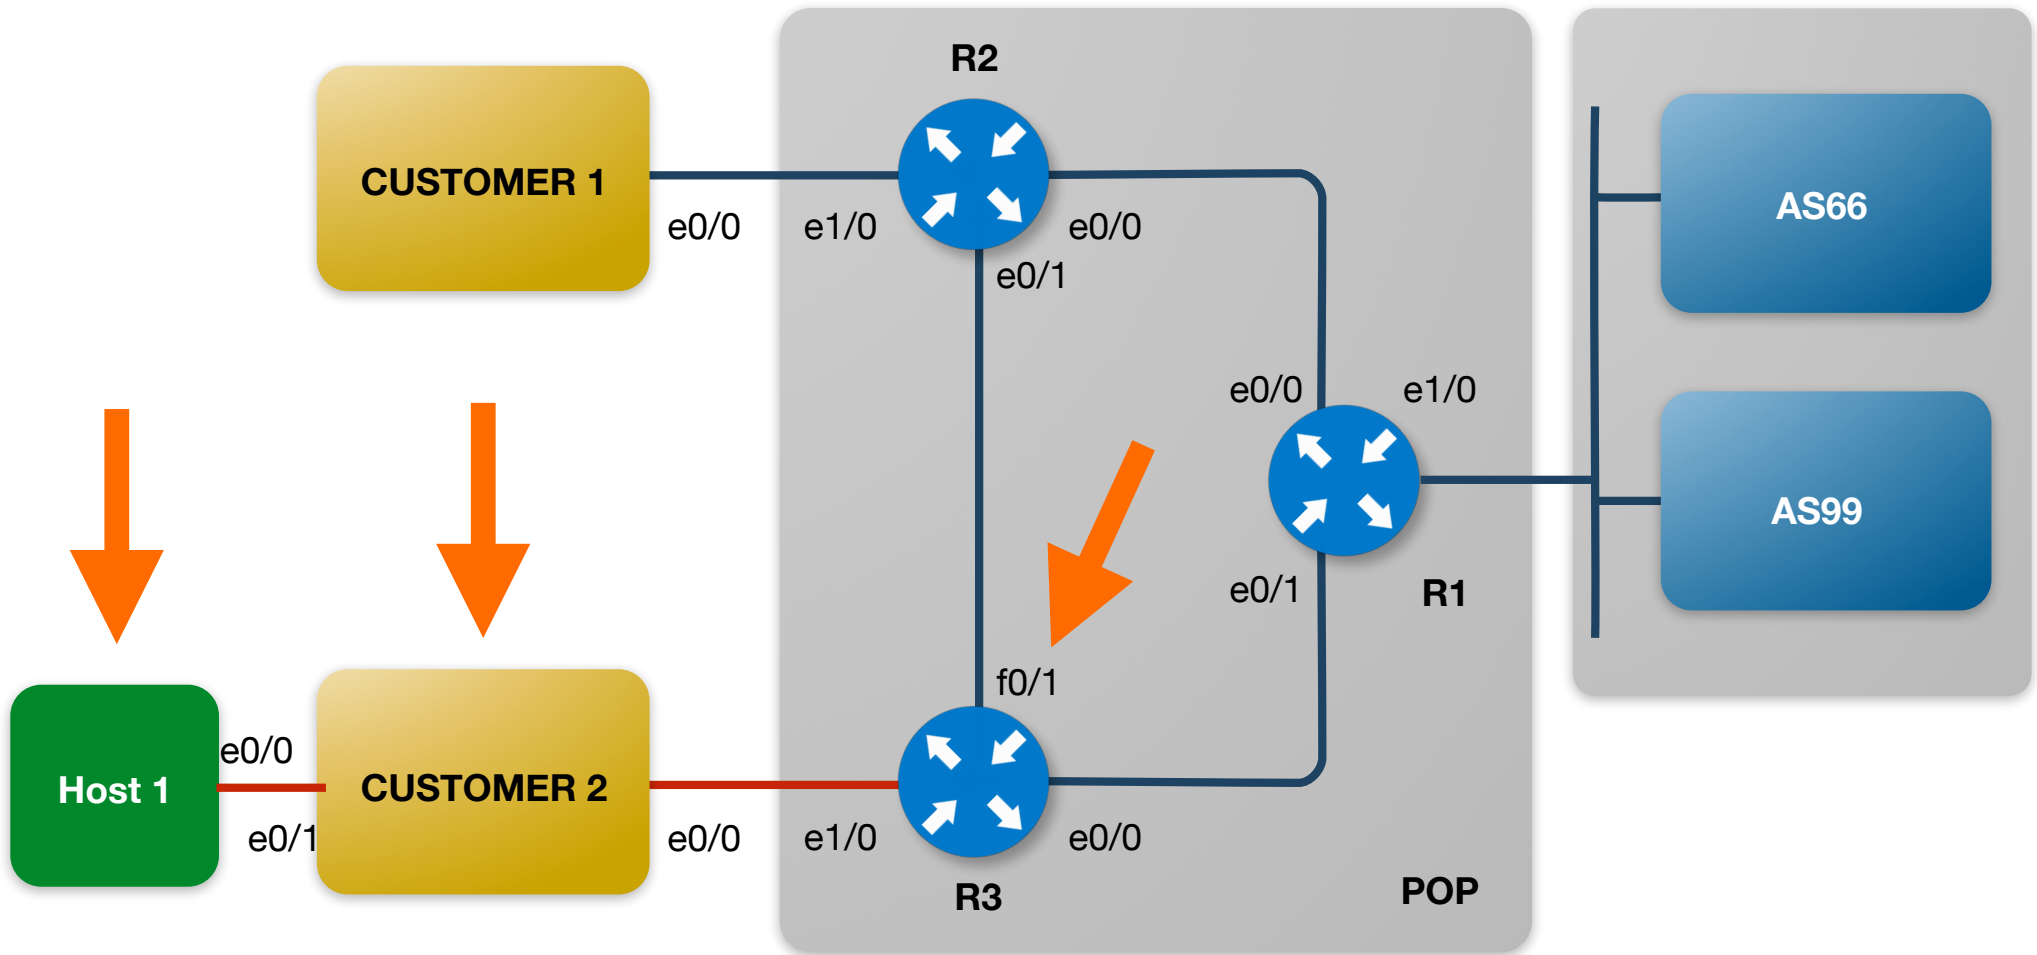 R2
CUSTOMER 1
e0/0
e1/0
e0/0
e0/1
AS66
e0/0
e1/0
AS99
e0/1
R1
f0/1
e0/0
Host 1
CUSTOMER 2
e0/1
e0/0
e1/0
e0/0
R3
POP